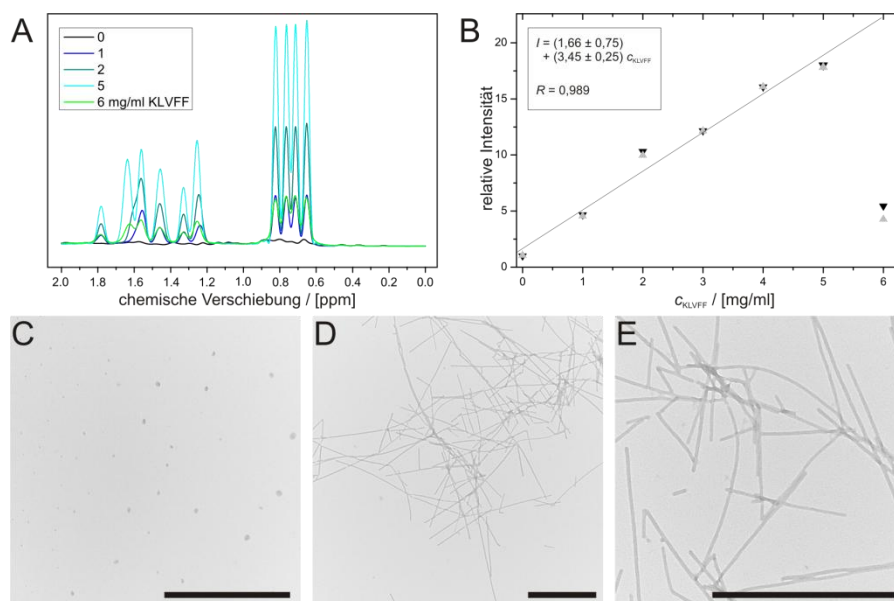 A
0
1
2
5
6 mg/ml KLVFF
2.0 1.8 1.6 1.4 1.2 1.0 0.8 0.6 0.4 0.2 0.0
chemische Verschiebung / [ppm]
B
I = (1,66 ± 0,75)
+ (3,45 ± 0,25) cKLVFF
R = 0,989
relative Intensität
20
15
10
5
0
0 1 2 3 4 5 6
cKLVFF / [mg/ml]
C
D
E